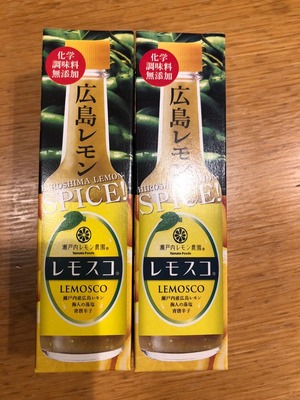 化学
調味料
無添加
広島レモン
HIROSHIMA LEMON
SPICE!
瀬戸内レモン農園®
Yamato Foods
レモスコ®
LEMOSCO
瀬戸内産広島レモン
海人の藻塩
青唐辛子
化学
調味料
無添加
広島レモン
HIROSHIMA LEMON
SPICE!
瀬戸内レモン農園®
Yamato Foods
レモスコ®
LEMOSCO
瀬戸内産広島レモン
海人の藻塩
青唐辛子